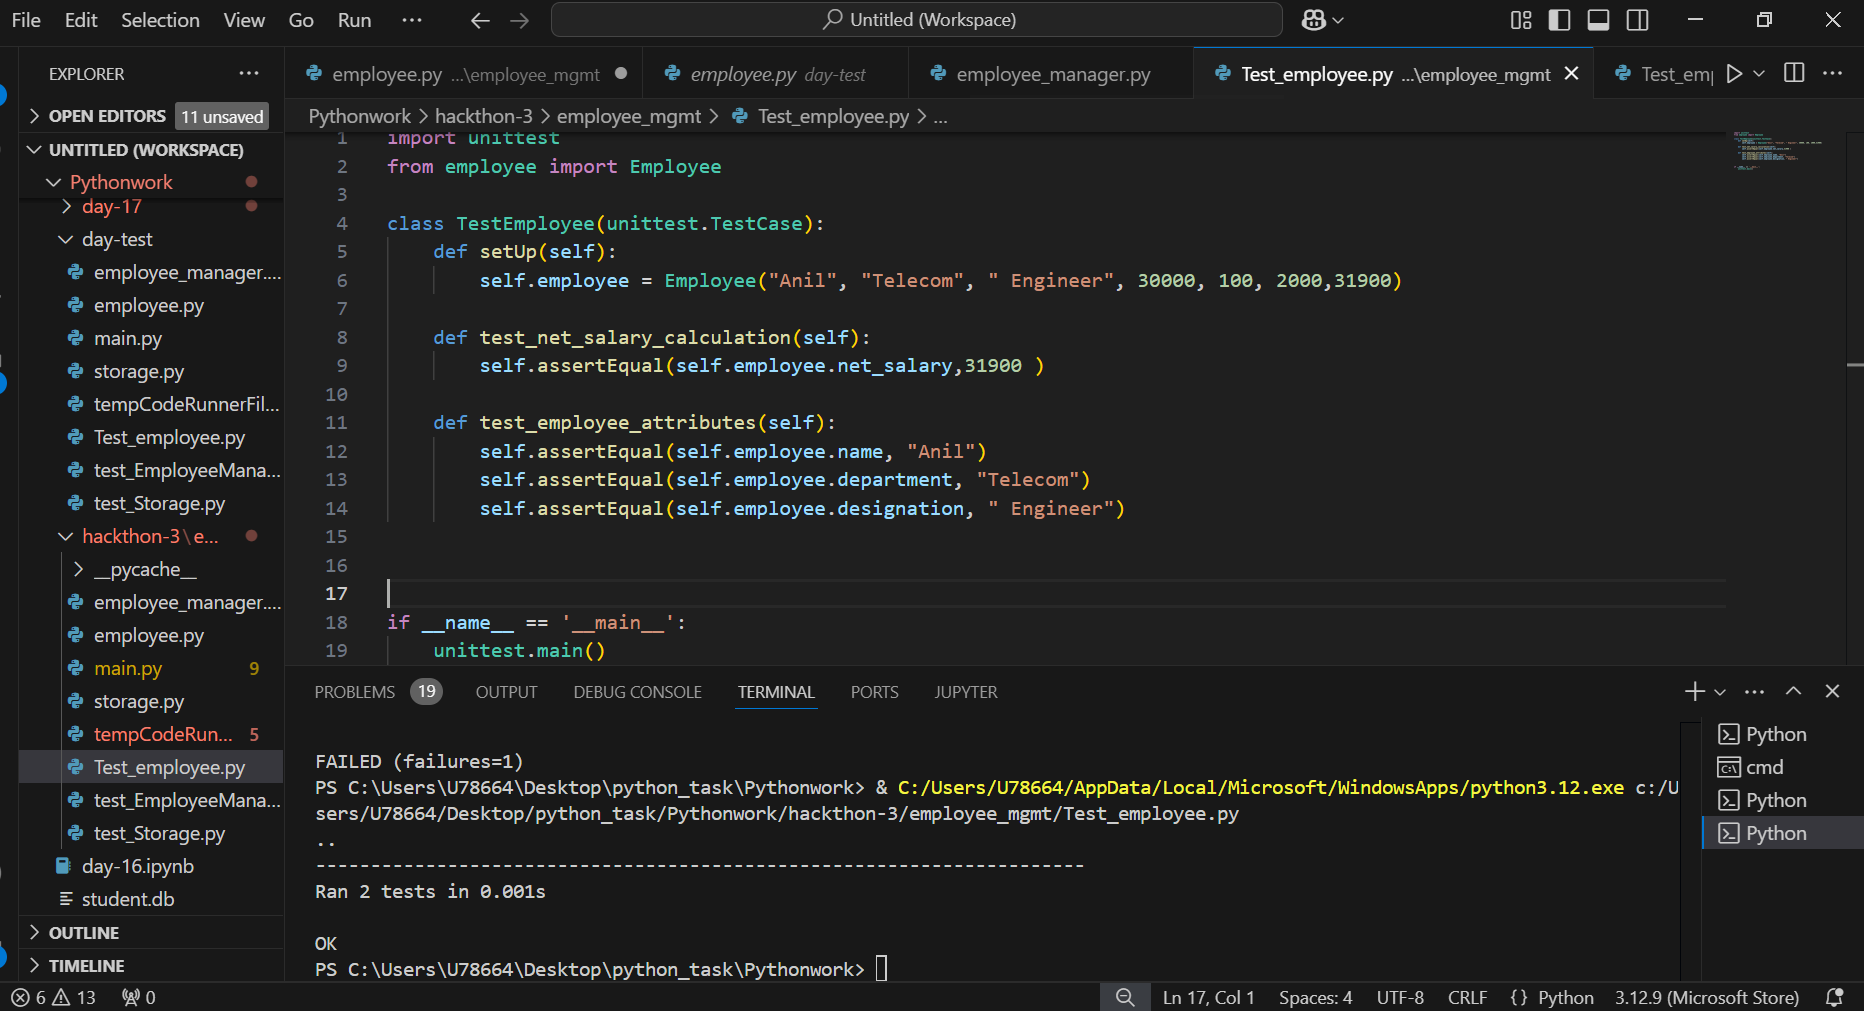 File Edit Selection View Go Run ··· Untitled (Workspace)
EXPLORER ···
OPEN EDITORS 11 unsaved
UNTITLED (WORKSPACE)
Pythonwork
day-17
day-test
employee_manager....
employee.py
main.py
storage.py
tempCodeRunnerFil...
Test_employee.py
test_EmployeeMana...
test_Storage.py
hackthon-3\e...
__pycache__
employee_manager....
employee.py
main.py 9
storage.py
tempCodeRun... 5
Test_employee.py
test_EmployeeMana...
test_Storage.py
day-16.ipynb
student.db
OUTLINE
TIMELINE
employee.py ...\employee_mgmt employee.py day-test employee_manager.py Test_employee.py ...\employee_mgmt Test_emp
Pythonwork > hackthon-3 > employee_mgmt > Test_employee.py > ...
1 import unittest
2 from employee import Employee
3
4 class TestEmployee(unittest.TestCase):
5 def setUp(self):
6 self.employee = Employee("Anil", "Telecom", " Engineer", 30000, 100, 2000,31900)
7
8 def test_net_salary_calculation(self):
9 self.assertEqual(self.employee.net_salary,31900 )
10
11 def test_employee_attributes(self):
12 self.assertEqual(self.employee.name, "Anil")
13 self.assertEqual(self.employee.department, "Telecom")
14 self.assertEqual(self.employee.designation, " Engineer")
15
16
17
18 if __name__ == '__main__':
19 unittest.main()
PROBLEMS 19 OUTPUT DEBUG CONSOLE TERMINAL PORTS JUPYTER
FAILED (failures=1)
PS C:\Users\U78664\Desktop\python_task\Pythonwork> & C:/Users/U78664/AppData/Local/Microsoft/WindowsApps/python3.12.exe c:/U
sers/U78664/Desktop/python_task/Pythonwork/hackthon-3/employee_mgmt/Test_employee.py
..
----------------------------------------------------------------------
Ran 2 tests in 0.001s
OK
PS C:\Users\U78664\Desktop\python_task\Pythonwork>
Python
cmd
Python
Python
6 13 0 Ln 17, Col 1 Spaces: 4 UTF-8 CRLF {} Python 3.12.9 (Microsoft Store)